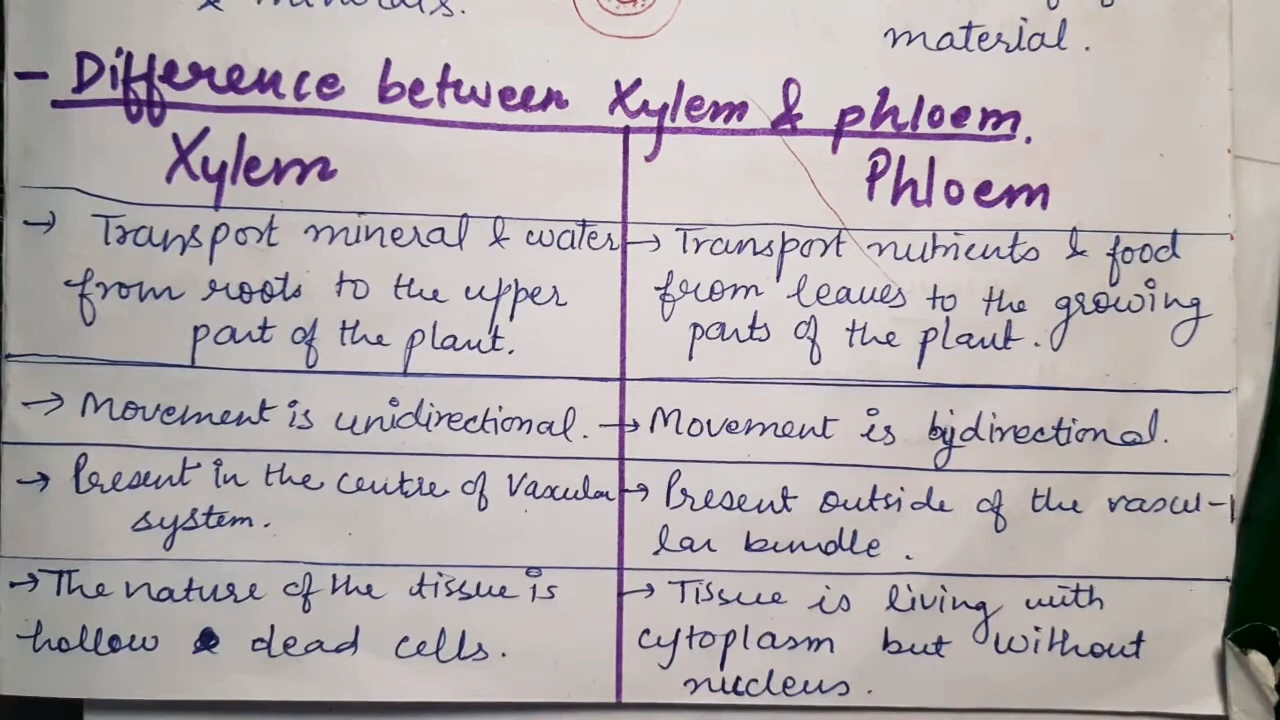 & minerals.
material.
- Difference between Xylem & phloem.
Xylem
Phloem
→ Transport mineral & water
from roots to the upper
part of the plant.
→ Transport nutrients & food
from leaves to the growing
parts of the plant.
→ Movement is unidirectional.
→ Movement is bidirectional.
→ Present in the centre of Vascular
system.
→ Present outside of the vascu-
lar bundle.
→ The nature of the tissue is
hollow & dead cells.
→ Tissue is living with
cytoplasm but without
nucleus.